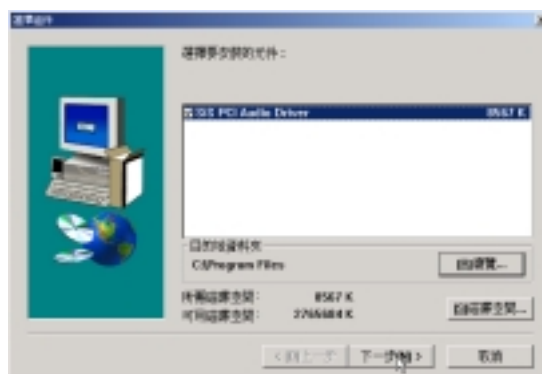 選擇元件
選擇要安裝的元件：
SiS PCI Audio Driver 8567 K
目的地資料夾
C:\Program Files
瀏覽...
所需磁碟空間： 8567 K
可用磁碟空間： 2765684 K
磁碟空間...
<回上一步
下一步
>
取消